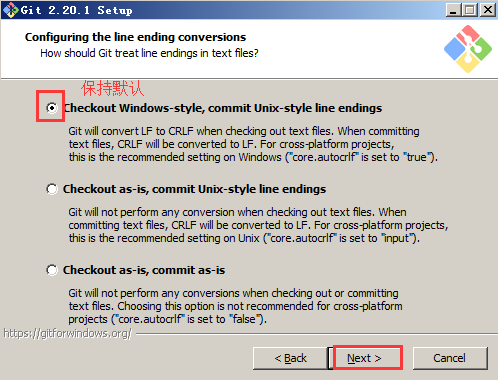 Git 2.20.1 Setup
Configuring the line ending conversions
How should Git treat line endings in text files?
保持默认
Checkout Windows-style, commit Unix-style line endings
Git will convert LF to CRLF when checking out text files. When committing
text files, CRLF will be converted to LF. For cross-platform projects,
this is the recommended setting on Windows ("core.autocrlf" is set to "true").
Checkout as-is, commit Unix-style line endings
Git will not perform any conversion when checking out text files. When
committing text files, CRLF will be converted to LF. For cross-platform projects,
this is the recommended setting on Unix ("core.autocrlf" is set to "input").
Checkout as-is, commit as-is
Git will not perform any conversions when checking out or committing
text files. Choosing this option is not recommended for cross-platform
projects ("core.autocrlf" is set to "false").
https://gitforwindows.org/
< Back
Next >
Cancel